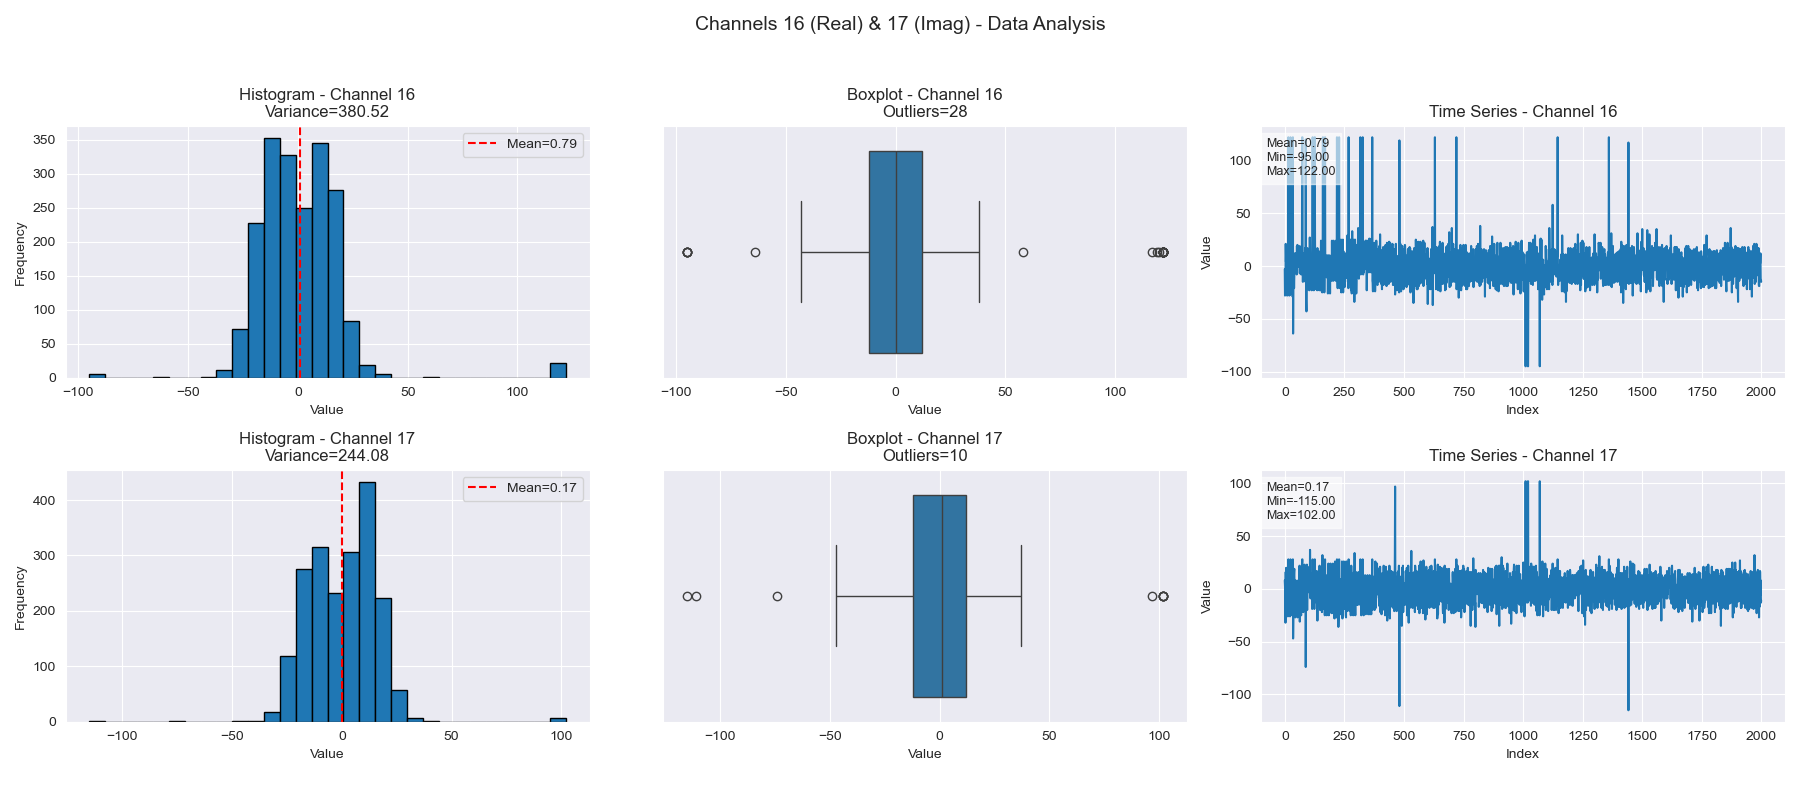 Channels 16 (Real) & 17 (Imag) - Data Analysis
Histogram - Channel 16
Variance=380.52
Mean=0.79
Frequency
350
300
250
200
150
100
50
0
−100
−50
0
50
100
Value
Boxplot - Channel 16
Outliers=28
−100
−50
0
50
100
Value
Time Series - Channel 16
Mean=0.79
Min=-95.00
Max=122.00
Value
100
50
0
−50
−100
0
250
500
750
1000
1250
1500
1750
2000
Index
Histogram - Channel 17
Variance=244.08
Mean=0.17
Frequency
400
300
200
100
0
−100
−50
0
50
100
Value
Boxplot - Channel 17
Outliers=10
−100
−50
0
50
100
Value
Time Series - Channel 17
Mean=0.17
Min=-115.00
Max=102.00
Value
100
50
0
−50
−100
0
250
500
750
1000
1250
1500
1750
2000
Index